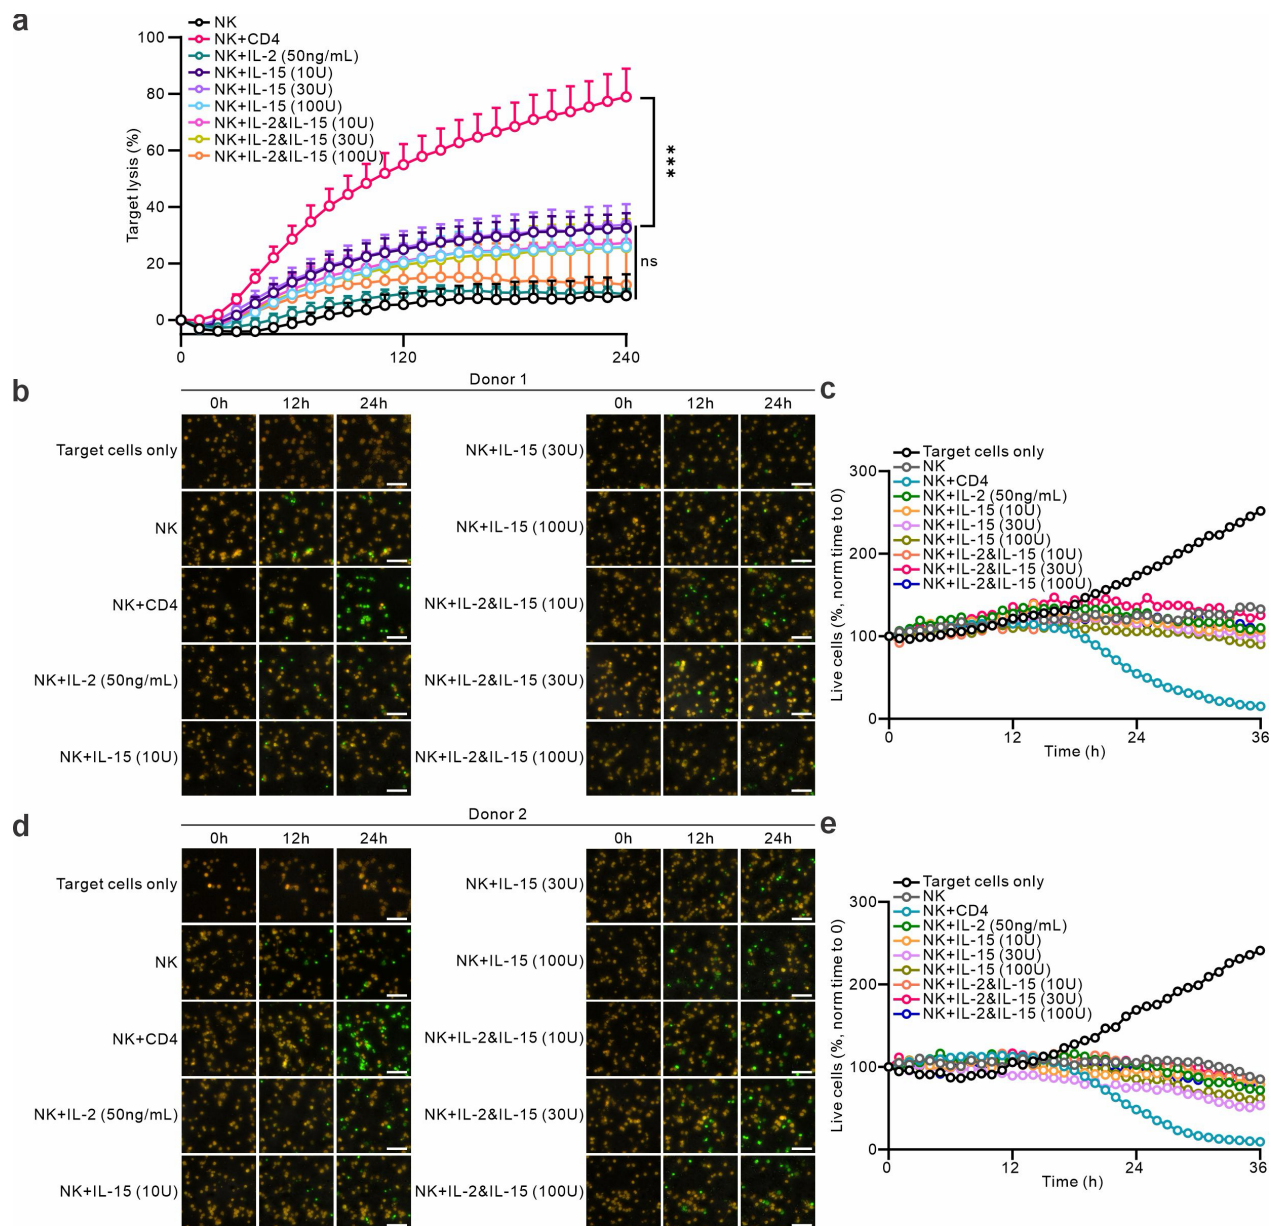 a
NK
NK+CD4
NK+IL-2 (50ng/mL)
NK+IL-15 (10U)
NK+IL-15 (30U)
NK+IL-15 (100U)
NK+IL-2&IL-15 (10U)
NK+IL-2&IL-15 (30U)
NK+IL-2&IL-15 (100U)
Target lysis (%)
100
80
60
40
20
0
0
120
240
***
ns
b
Donor 1
0h
12h
24h
0h
12h
24h
Target cells only
NK
NK+CD4
NK+IL-2 (50ng/mL)
NK+IL-15 (10U)
NK+IL-15 (30U)
NK+IL-15 (100U)
NK+IL-2&IL-15 (10U)
NK+IL-2&IL-15 (30U)
NK+IL-2&IL-15 (100U)
c
Target cells only
NK
NK+CD4
NK+IL-2 (50ng/mL)
NK+IL-15 (10U)
NK+IL-15 (30U)
NK+IL-15 (100U)
NK+IL-2&IL-15 (10U)
NK+IL-2&IL-15 (30U)
NK+IL-2&IL-15 (100U)
Live cells (%, norm time to 0)
300
200
100
0
0
12
24
36
Time (h)
d
Donor 2
0h
12h
24h
0h
12h
24h
Target cells only
NK
NK+CD4
NK+IL-2 (50ng/mL)
NK+IL-15 (10U)
NK+IL-15 (30U)
NK+IL-15 (100U)
NK+IL-2&IL-15 (10U)
NK+IL-2&IL-15 (30U)
NK+IL-2&IL-15 (100U)
e
Target cells only
NK
NK+CD4
NK+IL-2 (50ng/mL)
NK+IL-15 (10U)
NK+IL-15 (30U)
NK+IL-15 (100U)
NK+IL-2&IL-15 (10U)
NK+IL-2&IL-15 (30U)
NK+IL-2&IL-15 (100U)
Live cells (%, norm time to 0)
300
200
100
0
0
12
24
36
Time (h)